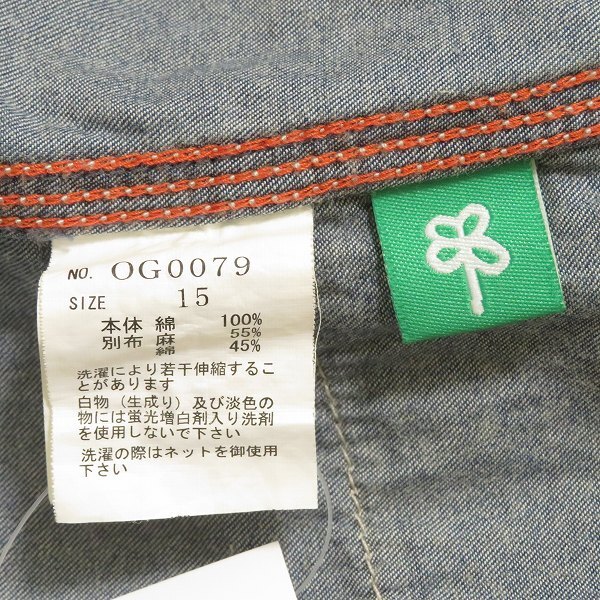 NO. OG0079
SIZE 15
本体 綿 100%
別布 麻 55%
綿 45%
洗濯により若干伸縮するこ
とがあります
白物（生成り）及び淡色の
物には蛍光増白剤入り洗剤
を使用しないで下さい
洗濯の際はネットを御使用
下さい